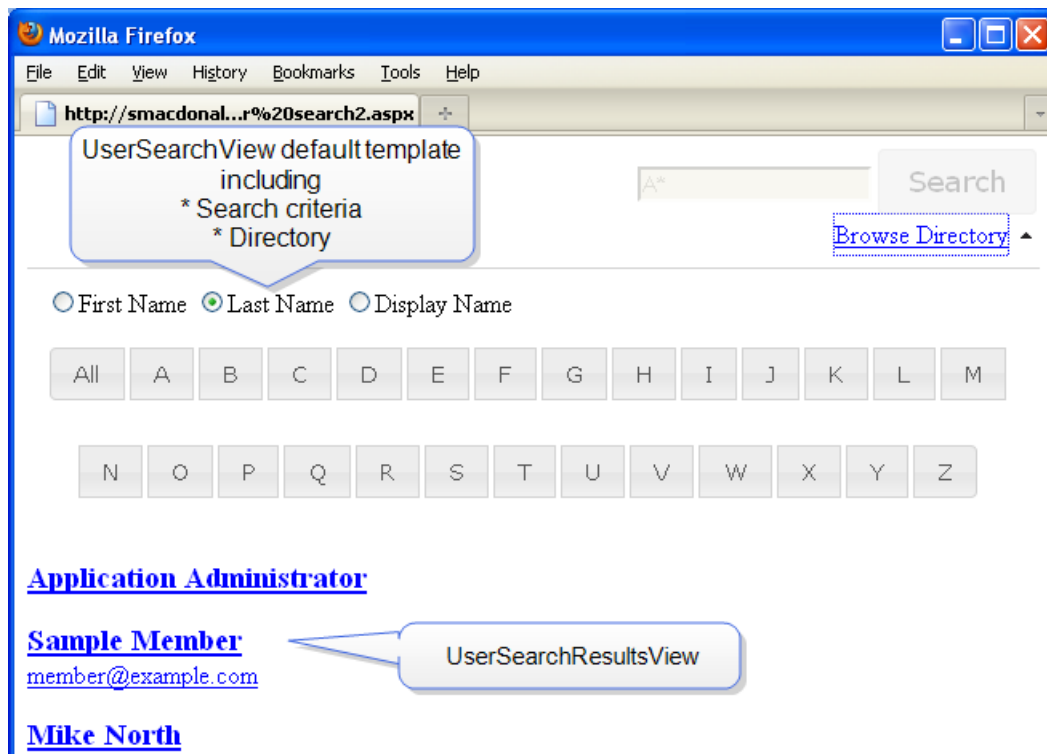 Mozilla Firefox
File Edit View History Bookmarks Tools Help
http://smacdonal...r%20search2.aspx
UserSearchView default template
including
* Search criteria
* Directory
A* Search
Browse Directory
First Name Last Name Display Name
All A B C D E F G H I J K L M
N O P Q R S T U V W X Y Z
Application Administrator
Sample Member
member@example.com
UserSearchResultsView
Mike North